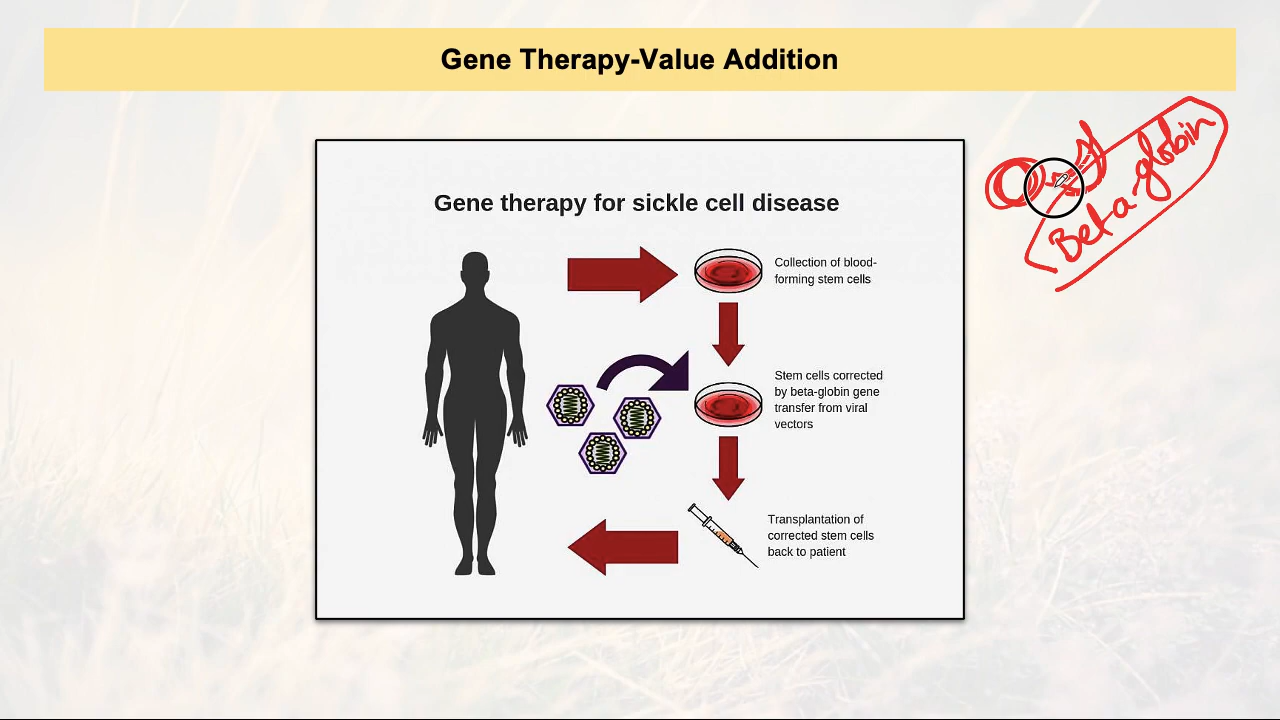 Gene Therapy-Value Addition
Beta-globin
Gene therapy for sickle cell disease
Collection of blood-
forming stem cells
Stem cells corrected
by beta-globin gene
transfer from viral
vectors
Transplantation of
corrected stem cells
back to patient